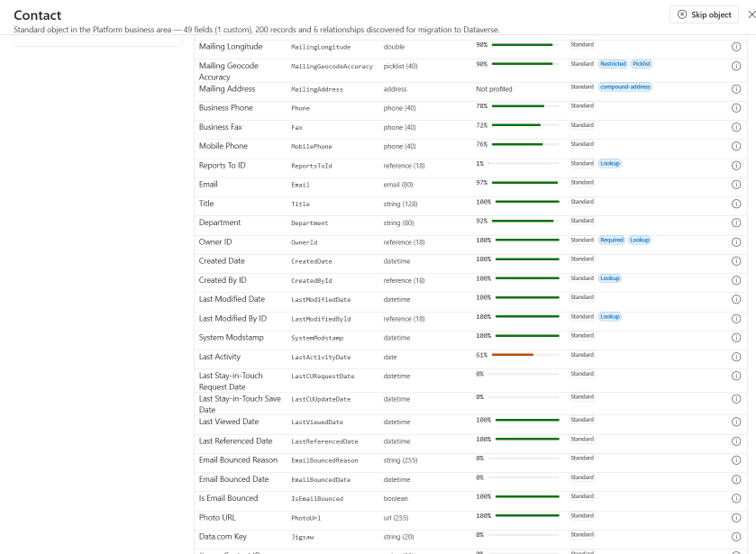 Contact
Skip object
Standard object in the Platform business area — 49 fields (1 custom), 200 records and 6 relationships discovered for migration to Dataverse.
Mailing Longitude MailingLongitude double 90% Standard
Mailing Geocode Accuracy MailingGeocodeAccuracy picklist (40) 90% Standard Restricted Picklist
Mailing Address MailingAddress address Not profiled Standard compound-address
Business Phone Phone phone (40) 78% Standard
Business Fax Fax phone (40) 72% Standard
Mobile Phone MobilePhone phone (40) 76% Standard
Reports To ID ReportsToId reference (18) 1% Standard Lookup
Email Email email (80) 97% Standard
Title Title string (128) 100% Standard
Department Department string (80) 92% Standard
Owner ID OwnerId reference (18) 100% Standard Required Lookup
Created Date CreatedDate datetime 100% Standard
Created By ID CreatedById reference (18) 100% Standard Lookup
Last Modified Date LastModifiedDate datetime 100% Standard
Last Modified By ID LastModifiedById reference (18) 100% Standard Lookup
System Modstamp SystemModstamp datetime 100% Standard
Last Activity LastActivityDate date 61% Standard
Last Stay-in-Touch Request Date LastCURequestDate datetime 0% Standard
Last Stay-in-Touch Save Date LastCUUpdateDate datetime 0% Standard
Last Viewed Date LastViewedDate datetime 100% Standard
Last Referenced Date LastReferencedDate datetime 100% Standard
Email Bounced Reason EmailBouncedReason string (255) 0% Standard
Email Bounced Date EmailBouncedDate datetime 0% Standard
Is Email Bounced IsEmailBounced boolean 100% Standard
Photo URL PhotoUrl url (255) 100% Standard
Data.com Key Jigsaw string (20) 0% Standard